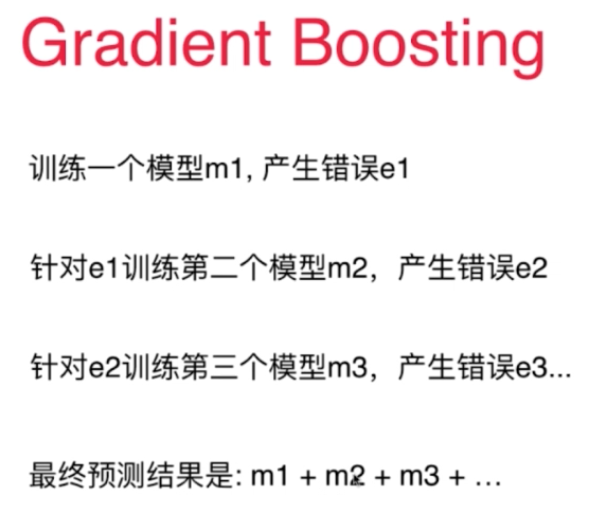 Gradient Boosting
训练一个模型m1, 产生错误e1
针对e1训练第二个模型m2，产生错误e2
针对e2训练第三个模型m3，产生错误e3...
最终预测结果是: m1 + m2 + m3 + ...